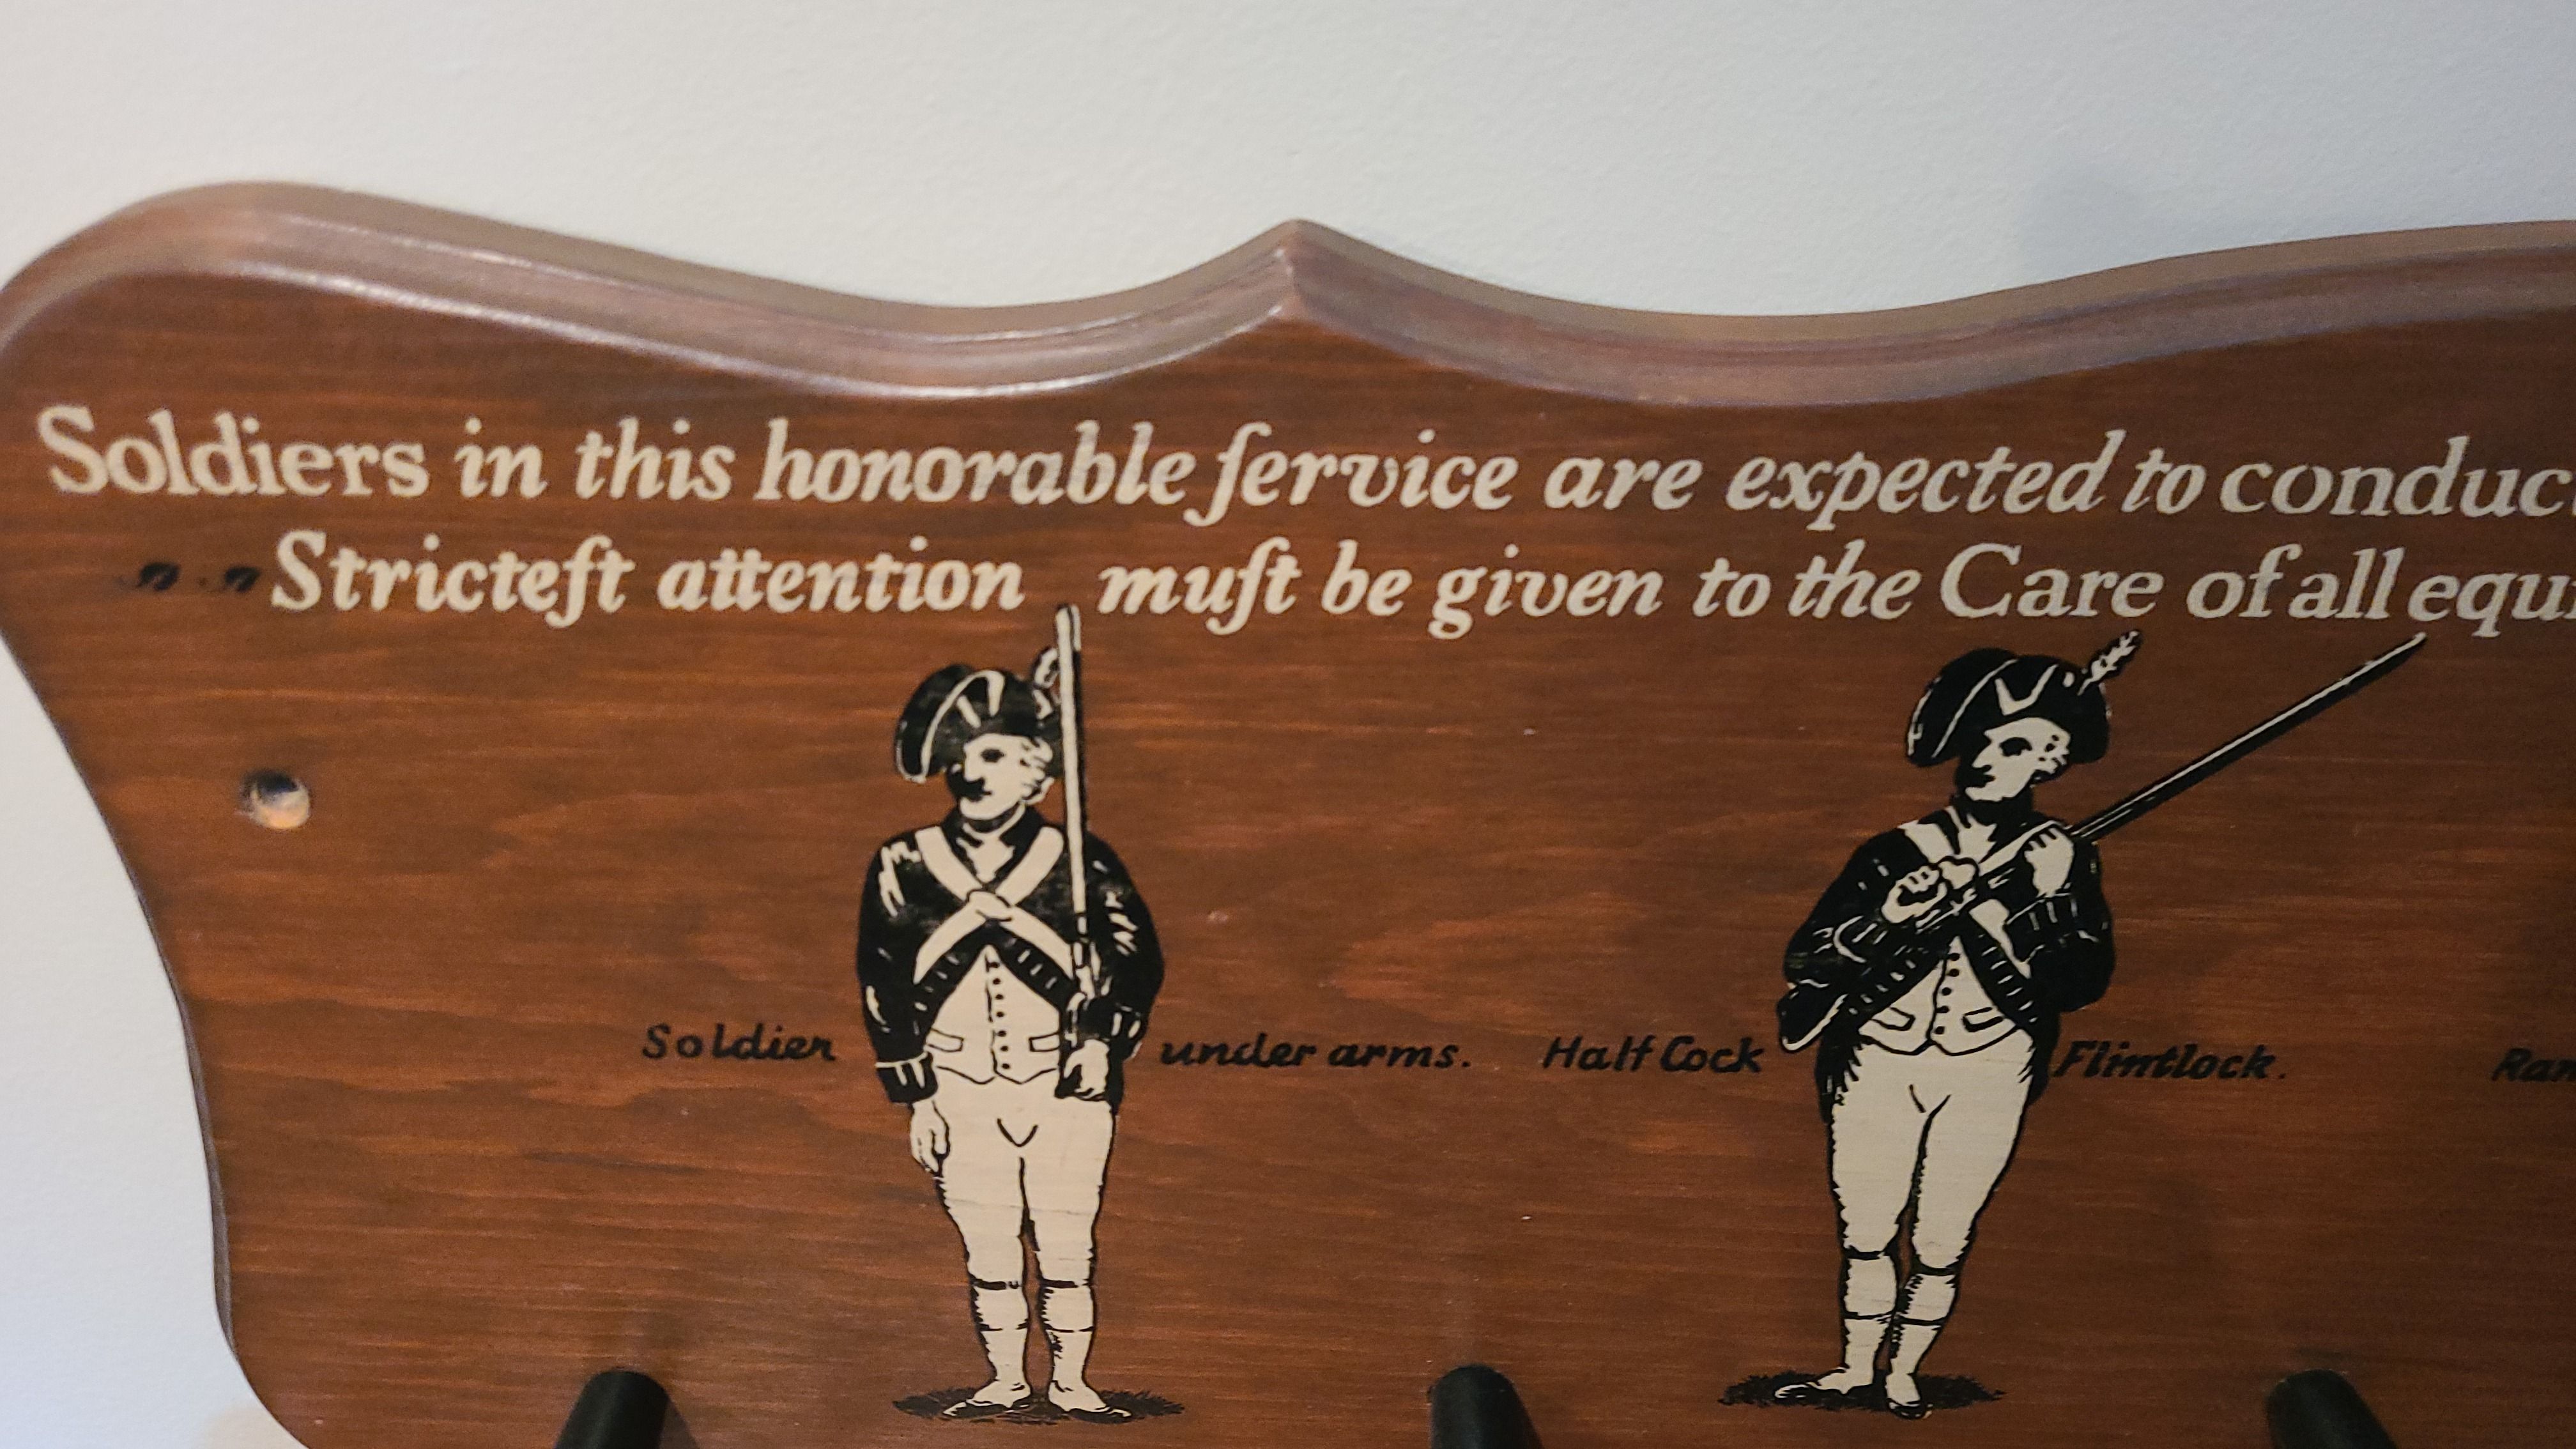 Soldiers in this honorable ſervice are expected to conduc
Stricteſt attention muſt be given to the Care of all equ
Soldier under arms. Half Cock Flintlock. Ran